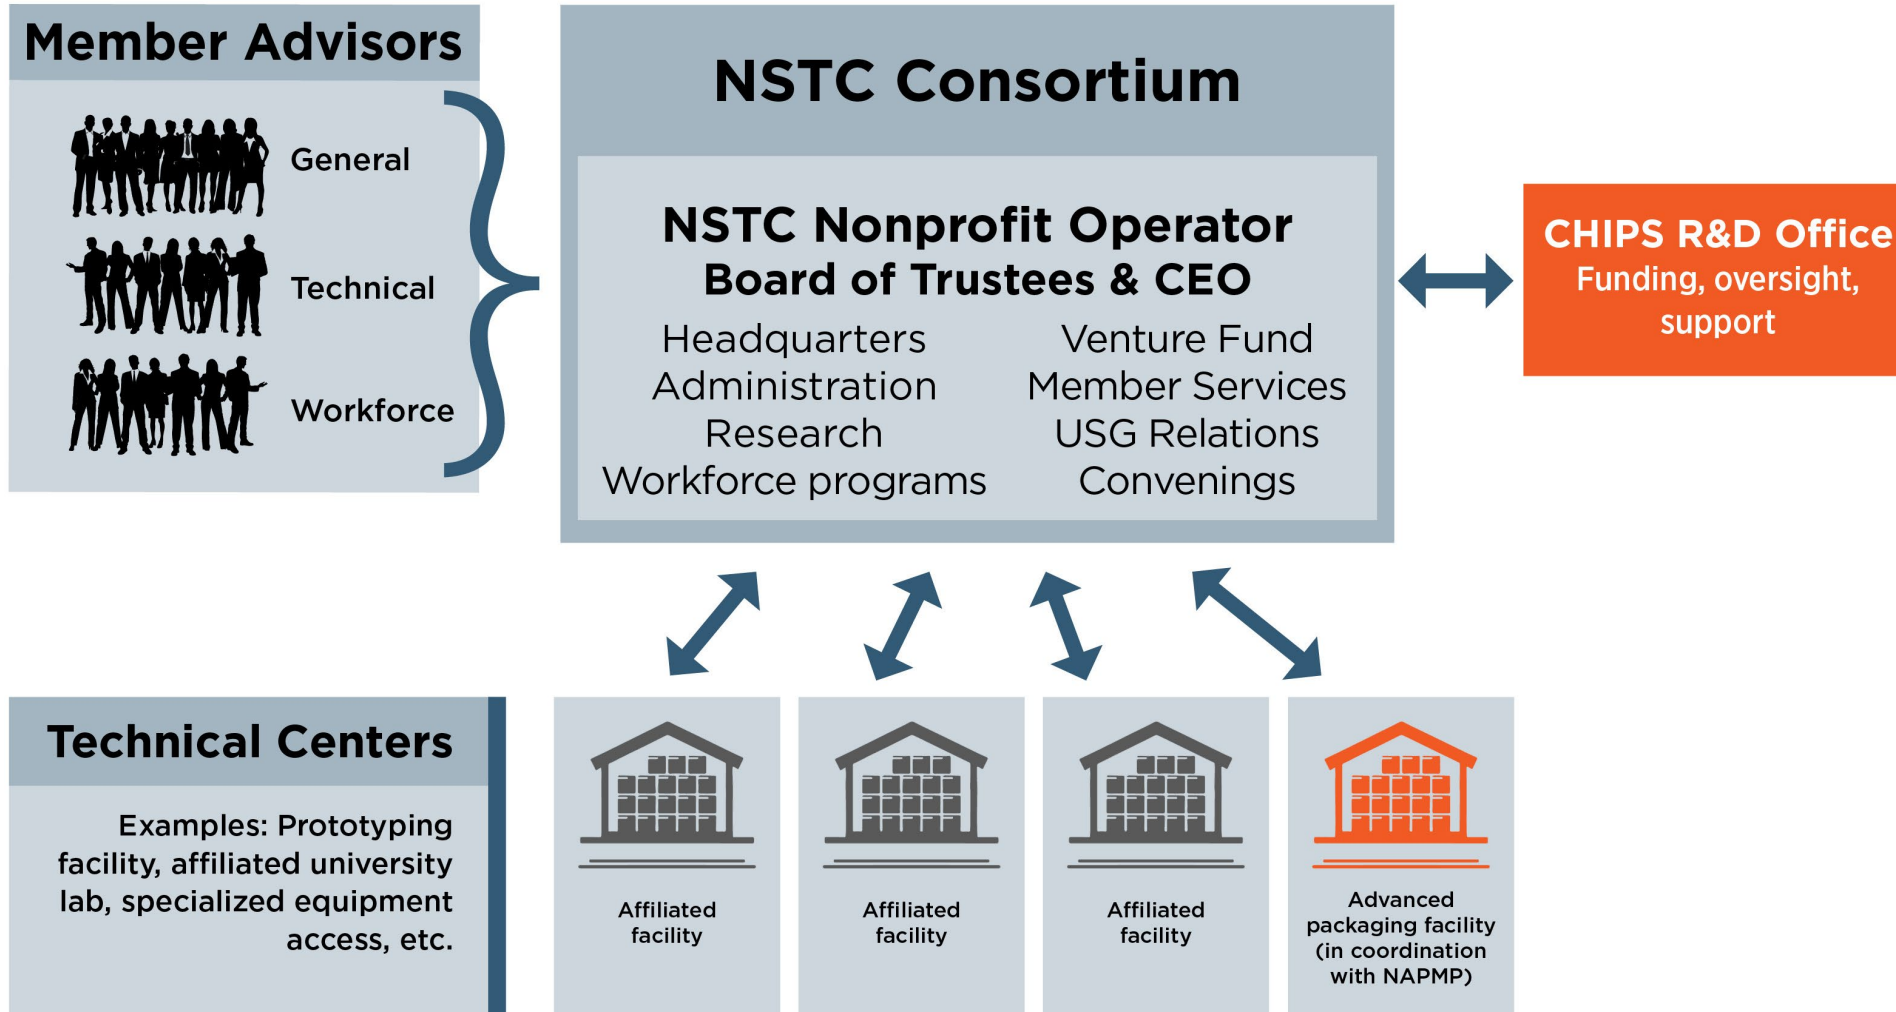 Member Advisors
General
Technical
Workforce
NSTC Consortium
NSTC Nonprofit Operator
Board of Trustees & CEO
Headquarters
Administration
Research
Workforce programs
Venture Fund
Member Services
USG Relations
Convenings
CHIPS R&D Office
Funding, oversight,
support
Technical Centers
Examples: Prototyping
facility, affiliated university
lab, specialized equipment
access, etc.
Affiliated
facility
Affiliated
facility
Affiliated
facility
Advanced
packaging facility
(in coordination
with NAPMP)